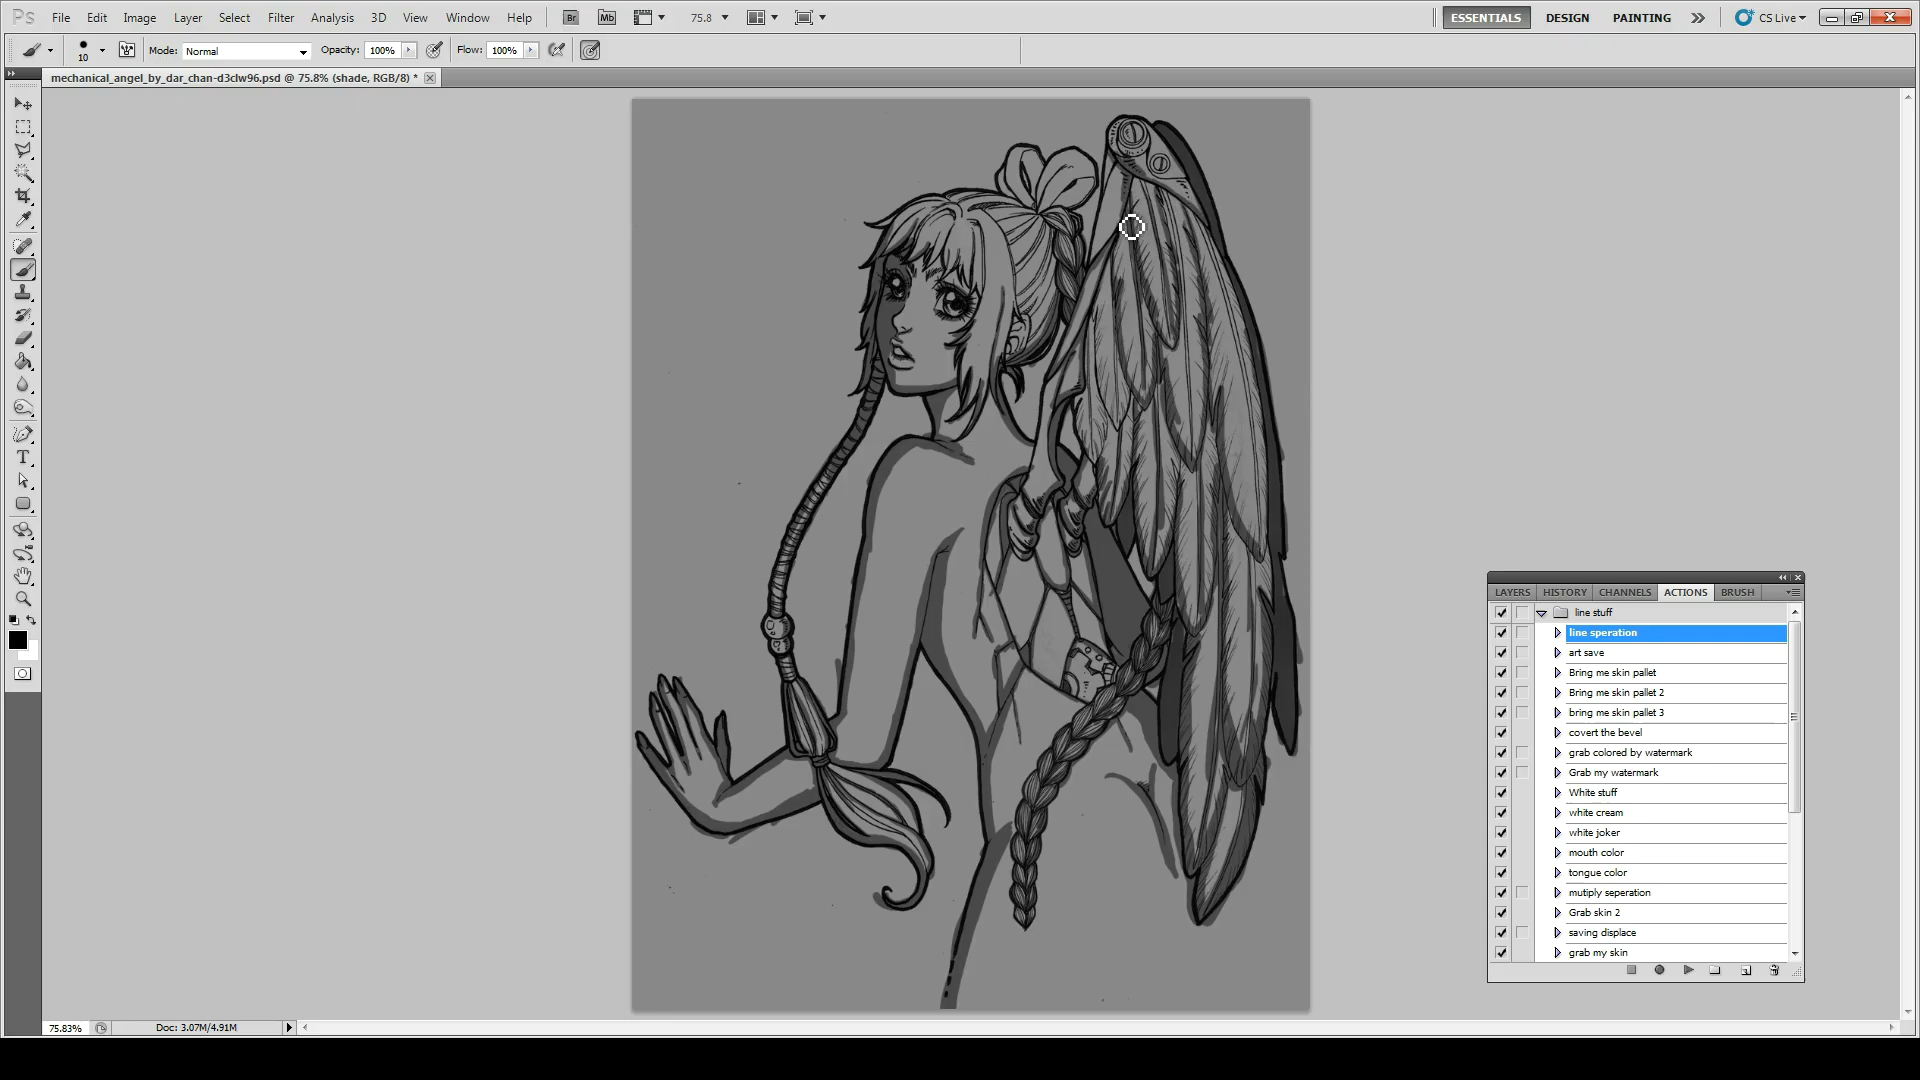 Ps File Edit Image Layer Select Filter Analysis 3D View Window Help Br Mb 75.8 ESSENTIALS DESIGN PAINTING CS Live
10 Mode: Normal Opacity: 100% Flow: 100%
mechanical_angel_by_dar_chan-d3clw96.psd @ 75.8% (shade, RGB/8) *
T
LAYERS HISTORY CHANNELS ACTIONS BRUSH
line stuff
line speration
art save
Bring me skin pallet
Bring me skin pallet 2
bring me skin pallet 3
covert the bevel
grab colored by watermark
Grab my watermark
White stuff
white cream
white joker
mouth color
tongue color
mutiply seperation
Grab skin 2
saving displace
grab my skin
75.83% Doc: 3.07M/4.91M